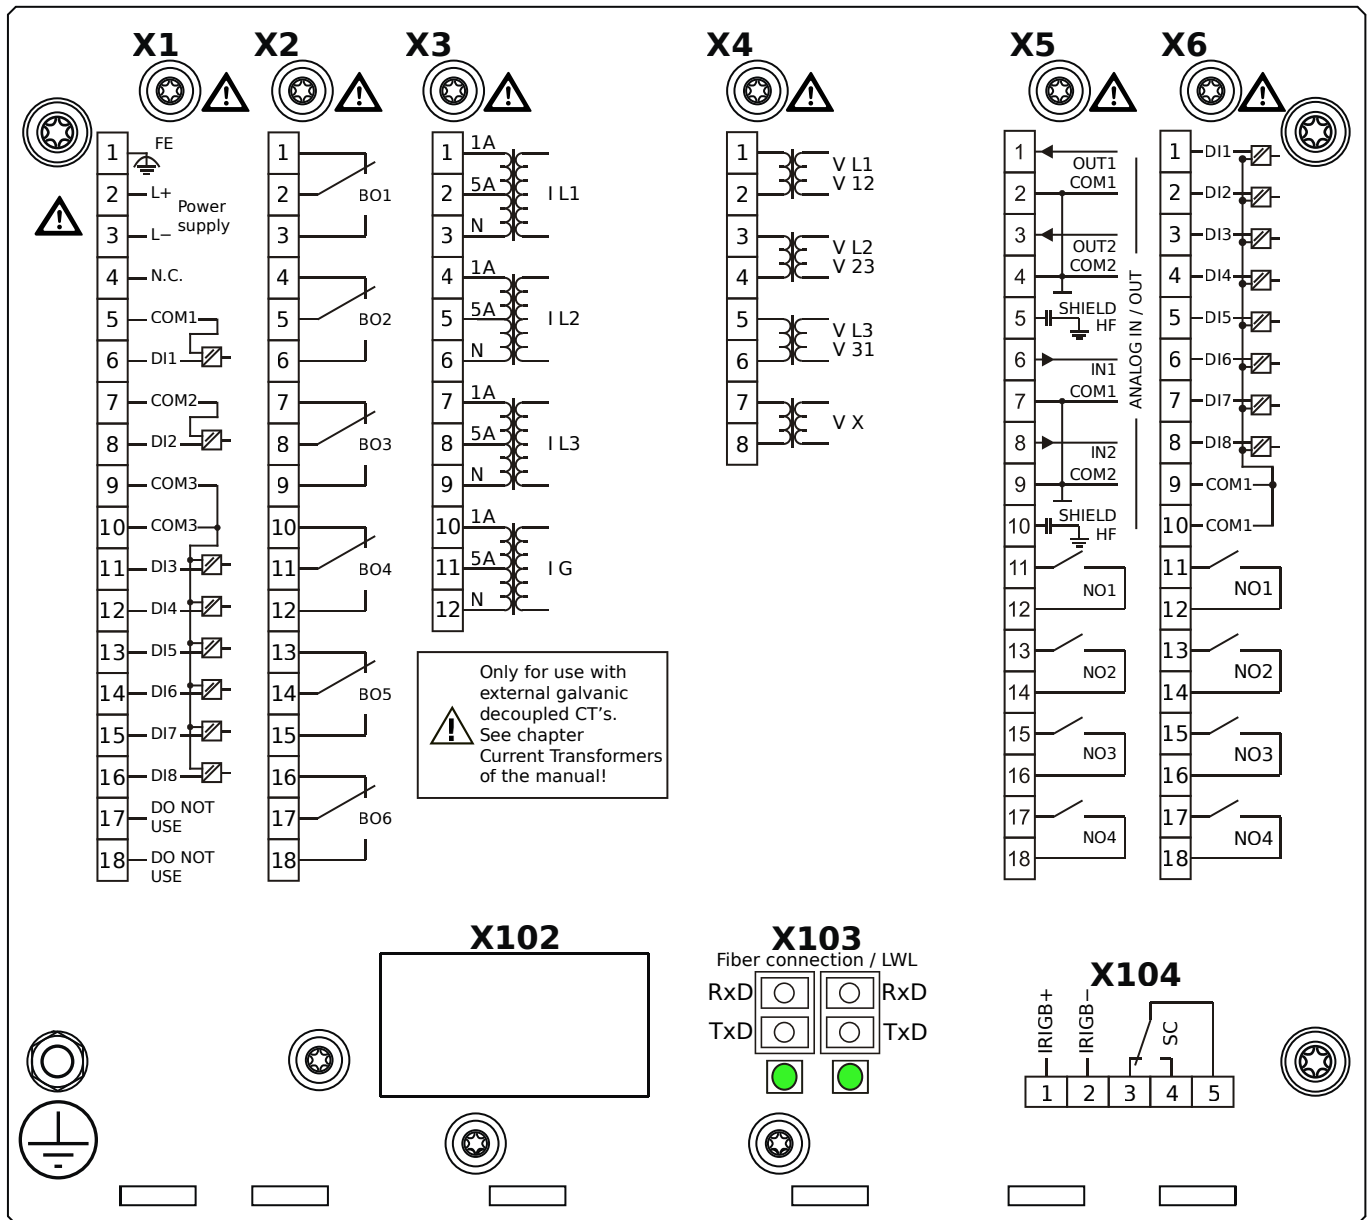 X1 X2 X3 X4 X5 X6
1 FE
2 L+
Power
supply
3 L−
4 N.C.
5 COM1
6 DI1
7 COM2
8 DI2
9 COM3
10 COM3
11 DI3
12 DI4
13 DI5
14 DI6
15 DI7
16 DI8
17 DO NOT
USE
18 DO NOT
USE
1
2 BO1
3
4
5 BO2
6
7
8 BO3
9
10
11 BO4
12
13
14 BO5
15
16
17 BO6
18
1 1A
2 5A I L1
3 N
4 1A
5 5A I L2
6 N
7 1A
8 5A I L3
9 N
10 1A
11 5A I G
12 N
Only for use with
external galvanic
decoupled CT's.
See chapter
Current Transformers
of the manual!
1 V L1
2 V 12
3 V L2
4 V 23
5 V L3
6 V 31
7 V X
8
1 OUT1
2 COM1
3 OUT2
4 COM2
5 SHIELD
HF
6 IN1
7 COM1
8 IN2
9 COM2
10 SHIELD
HF
ANALOG IN / OUT
11 NO1
12
13 NO2
14
15 NO3
16
17 NO4
18
1 DI1
2 DI2
3 DI3
4 DI4
5 DI5
6 DI6
7 DI7
8 DI8
9 COM1
10 COM1
11 NO1
12
13 NO2
14
15 NO3
16
17 NO4
18
X102
X103
Fiber connection / LWL
RxD RxD
TxD TxD
X104
IRIGB+ IRIGB− SC
1 2 3 4 5